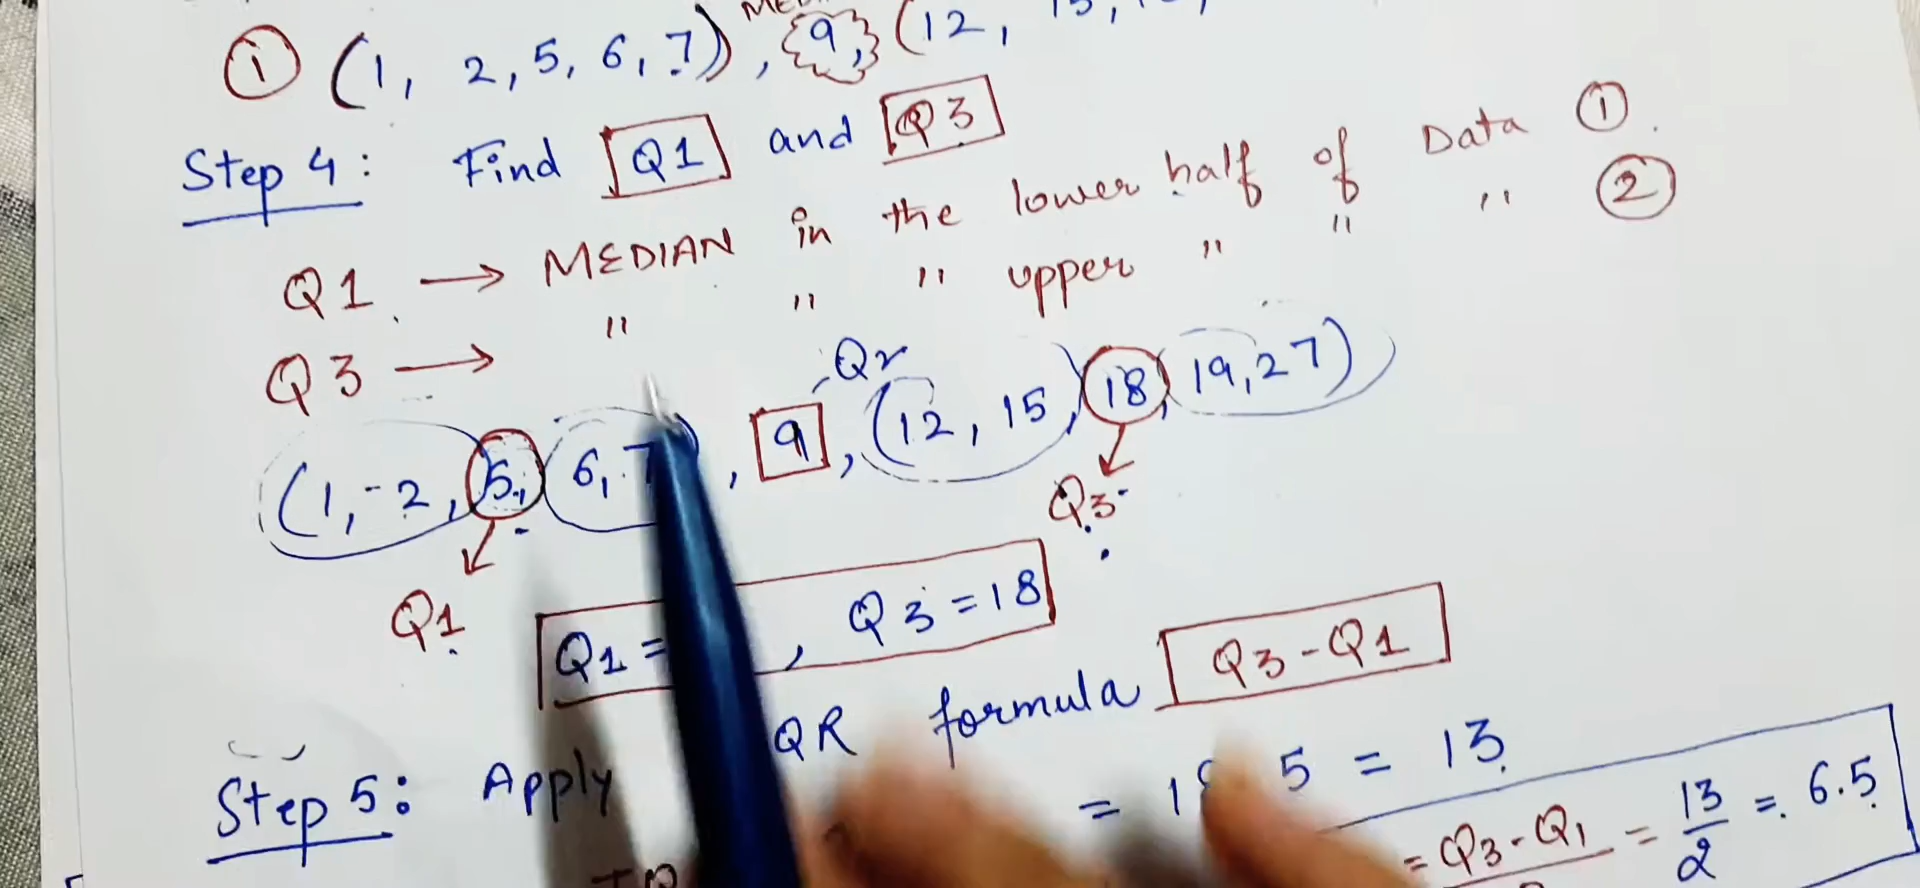 ① (1, 2, 5, 6, 7), 9, (12, 15,
Step 4: Find Q1 and Q3
Q1 → MEDIAN in the lower half of Data ①
Q3 → " " " upper " " " ②
Qr
(1, 2, 5, 6, 7), 9, (12, 15, 18, 19, 27)
Q1 Q3
Q1 = , Q3 = 18
Step 5: Apply QR formula Q3 - Q1
= 5 = 13
= Q3 - Q1 = 13/2 = 6.5